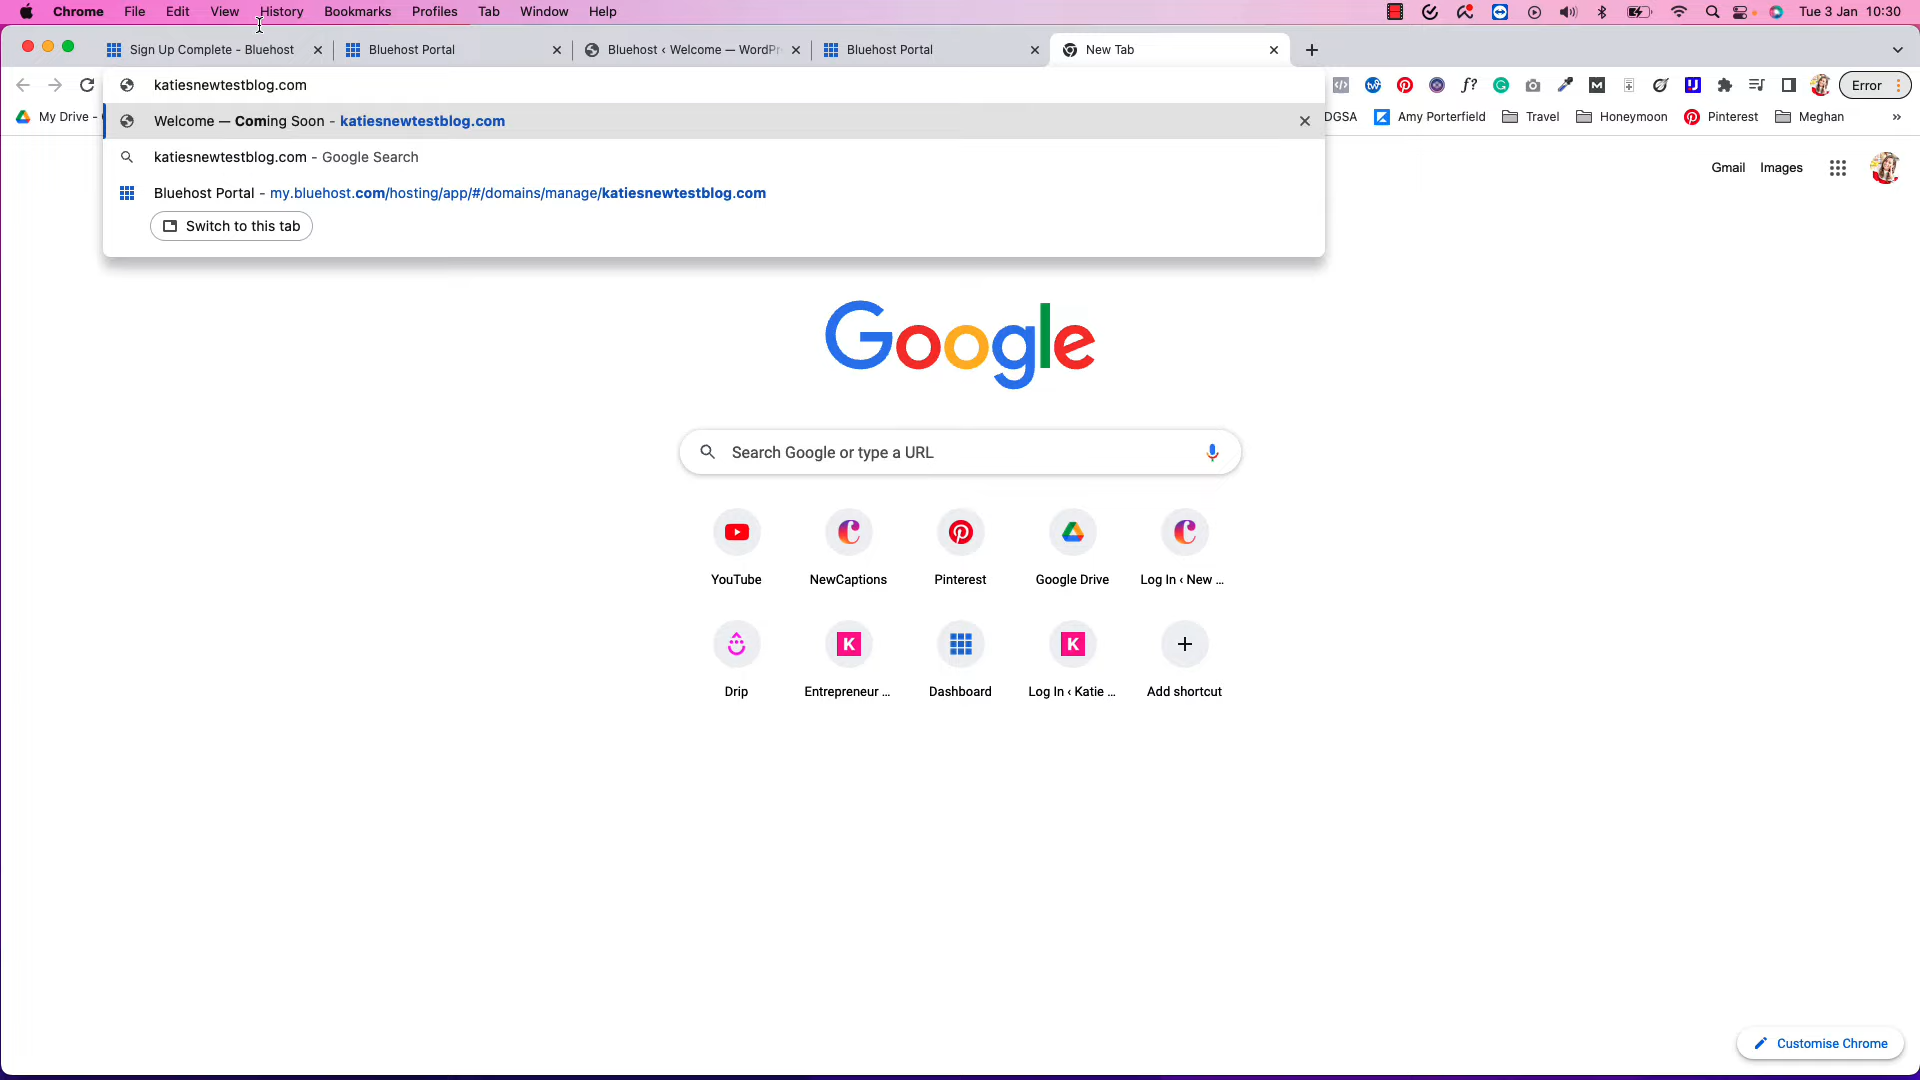 Chrome File Edit View History Bookmarks Profiles Tab Window Help Tue 3 Jan 10:30
Sign Up Complete - Bluehost Bluehost Portal Bluehost ‹ Welcome — WordPr Bluehost Portal New Tab
katiesnewtestblog.com f? Error
My Drive - DGSA Amy Porterfield Travel Honeymoon Pinterest Meghan »
Welcome — Coming Soon - katiesnewtestblog.com
katiesnewtestblog.com - Google Search
Bluehost Portal - my.bluehost.com/hosting/app/#/domains/manage/katiesnewtestblog.com
Switch to this tab
Gmail Images
Google
Search Google or type a URL
YouTube NewCaptions Pinterest Google Drive Log In ‹ New ...
Drip Entrepreneur ... Dashboard Log In ‹ Katie ... Add shortcut
Customise Chrome